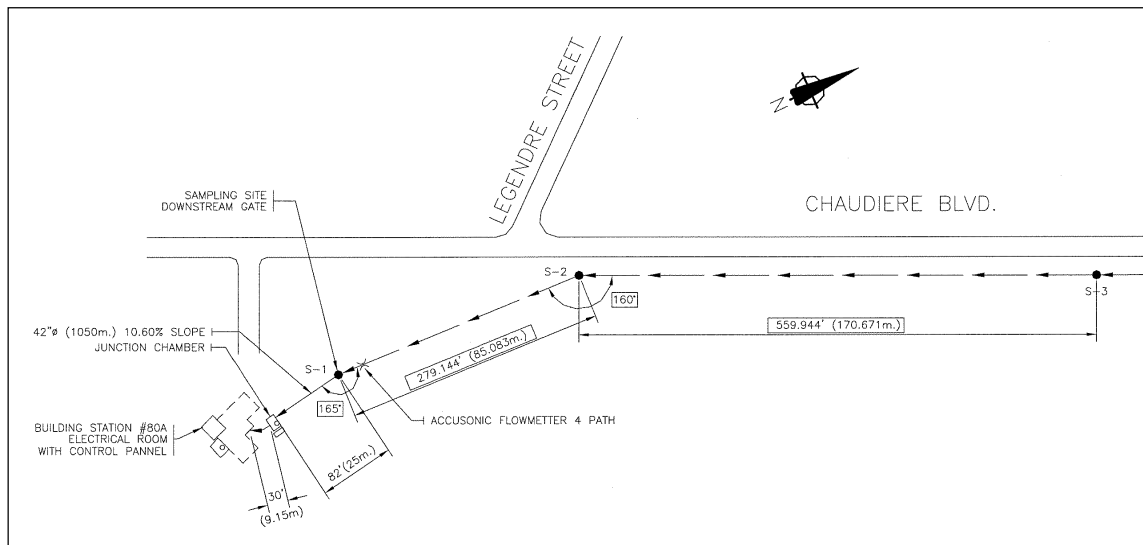 LEGENDRE STREET
N
CHAUDIERE BLVD.
SAMPLING SITE
DOWNSTREAM GATE
S-2
S-3
160°
559.944' (170.671m.)
42"ø (1050m.) 10.60% SLOPE
JUNCTION CHAMBER
S-1
279.144' (85.083m.)
165°
ACCUSONIC FLOWMETTER 4 PATH
BUILDING STATION #80A
ELECTRICAL ROOM
WITH CONTROL PANNEL
82'(25m.)
30'
(9.15m)